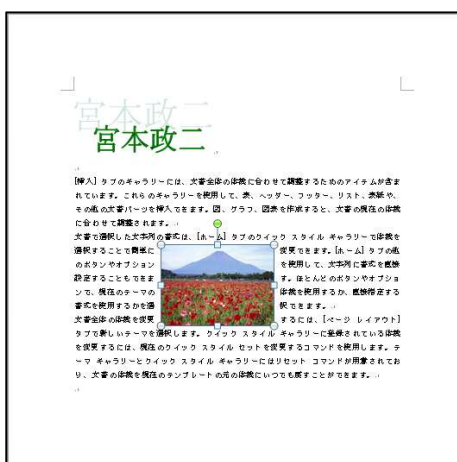 宮本政二
宮本政二
[挿入] タブのギャラリーには、文書全体の体裁に合わせて調整するためのアイテムが含ま
れています。これらのギャラリーを使用して、表、ヘッダー、フッター、リスト、表紙や、
その他の文書パーツを挿入できます。図、グラフ、図表を作成すると、文書の現在の体裁
に合わせて調整されます。
文書で選択した文字列の書式は、[ホーム] タブのクイック スタイル ギャラリーで体裁を
選択することで簡単に 変更できます。[ホーム] タブの他
のボタンやオプション を使用して、文字列に書式を直接
設定することもできま す。ほとんどのボタンやオプショ
ンで、現在のテーマの 体裁を使用するか、直接指定する
書式を使用するかを選 択できます。
文書全体の体裁を変更 するには、[ページ レイアウト]
タブで新しいテーマを選択します。クイック スタイル ギャラリーに登録されている体裁
を変更するには、現在のクイック スタイル セットを変更するコマンドを使用します。テ
ーマ ギャラリーとクイック スタイル ギャラリーにはリセット コマンドが用意されてお
り、文書の体裁を現在のテンプレートの元の体裁にいつでも戻すことができます。